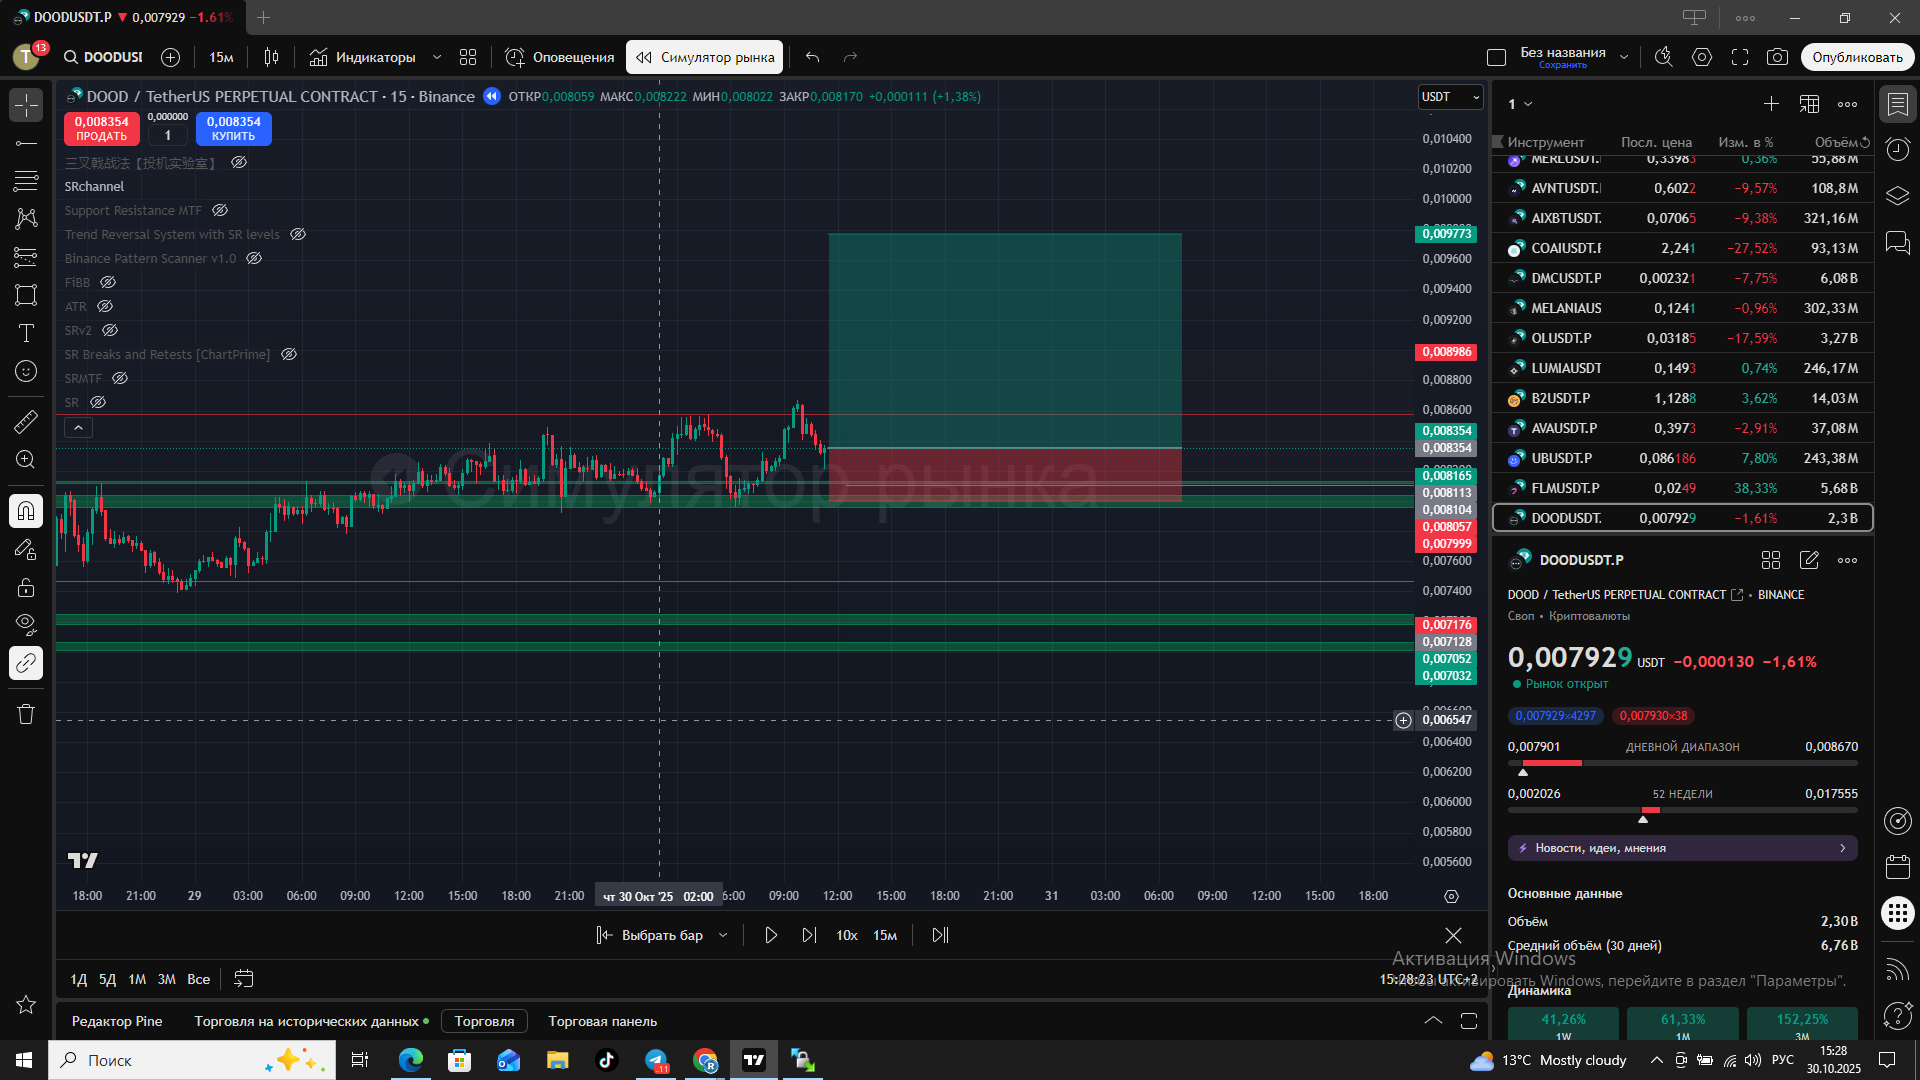 DOODUSDT.P ▼ 0,007929 −1.61%
T 13 DOODUSI 15м Индикаторы Оповещения Симулятор рынка Без названия Сохранить Опубликовать
DOOD / TetherUS PERPETUAL CONTRACT · 15 · Binance ОТКР0,008059 МАКС0,008222 МИН0,008022 ЗАКР0,008170 +0,000111 (+1,38%)
USDT
0,008354 ПРОДАТЬ
0,000000
1
0,008354 КУПИТЬ
三叉戟战法【投机实验室】
SRchannel
Support Resistance MTF
Trend Reversal System with SR levels
Binance Pattern Scanner v1.0
FiBB
ATR
SRv2
SR Breaks and Retests [ChartPrime]
SRMTF
SR
Симулятор рынка
0,010400
0,010200
0,010000
0,009773
0,009600
0,009400
0,009200
0,008986
0,008800
0,008600
0,008354
0,008354
0,008165
0,008113
0,008104
0,008057
0,007999
0,007600
0,007400
0,007176
0,007128
0,007052
0,007032
0,006547
0,006400
0,006200
0,006000
0,005800
0,005600
18:00 21:00 29 03:00 06:00 09:00 12:00 15:00 18:00 21:00 чт 30 Окт '25 02:00 6:00 09:00 12:00 15:00 18:00 21:00 31 03:00 06:00 09:00 12:00 15:00 18:00
Выбрать бар 10x 15м
1Д 5Д 1М 3М Все
15:28:23 UTC+2
Редактор Pine Торговля на исторических данных Торговля Торговая панель
1
Инструмент Посл. цена Изм. в % Объём
MERLUSDT.I 0,33983 0,36% 55,88 M
AVNTUSDT. 0,6022 −9,57% 108,8 M
AIXBTUSDT. 0,07065 −9,38% 321,16 M
COAIUSDT.F 2,241 −27,52% 93,13 M
DMCUSDT.P 0,002321 −7,75% 6,08 B
MELANIAUS 0,1241 −0,96% 302,33 M
OLUSDT.P 0,03185 −17,59% 3,27 B
LUMIAUSDT 0,1493 0,74% 246,17 M
B2USDT.P 1,1288 3,62% 14,03 M
AVAUSDT.P 0,3973 −2,91% 37,08 M
UBUSDT.P 0,086186 7,80% 243,38 M
FLMUSDT.P 0,0249 38,33% 5,68 B
DOODUSDT. 0,007929 −1,61% 2,3 B
DOODUSDT.P
DOOD / TetherUS PERPETUAL CONTRACT • BINANCE
Своп • Криптовалюты
0,007929 USDT −0,000130 −1,61%
Рынок открыт
0,007929×4297 0,007930×38
0,007901 ДНЕВНОЙ ДИАПАЗОН 0,008670
0,002026 52 НЕДЕЛИ 0,017555
Новости, идеи, мнения
Основные данные
Объём 2,30 B
Средний объём (30 дней) 6,76 B
Активация Windows
Чтобы активировать Windows, перейдите в раздел "Параметры".
Динамика
41,26% 61,33% 152,25%
1W 1M 3M
Поиск
11
13°C Mostly cloudy
РУС
15:28
30.10.2025